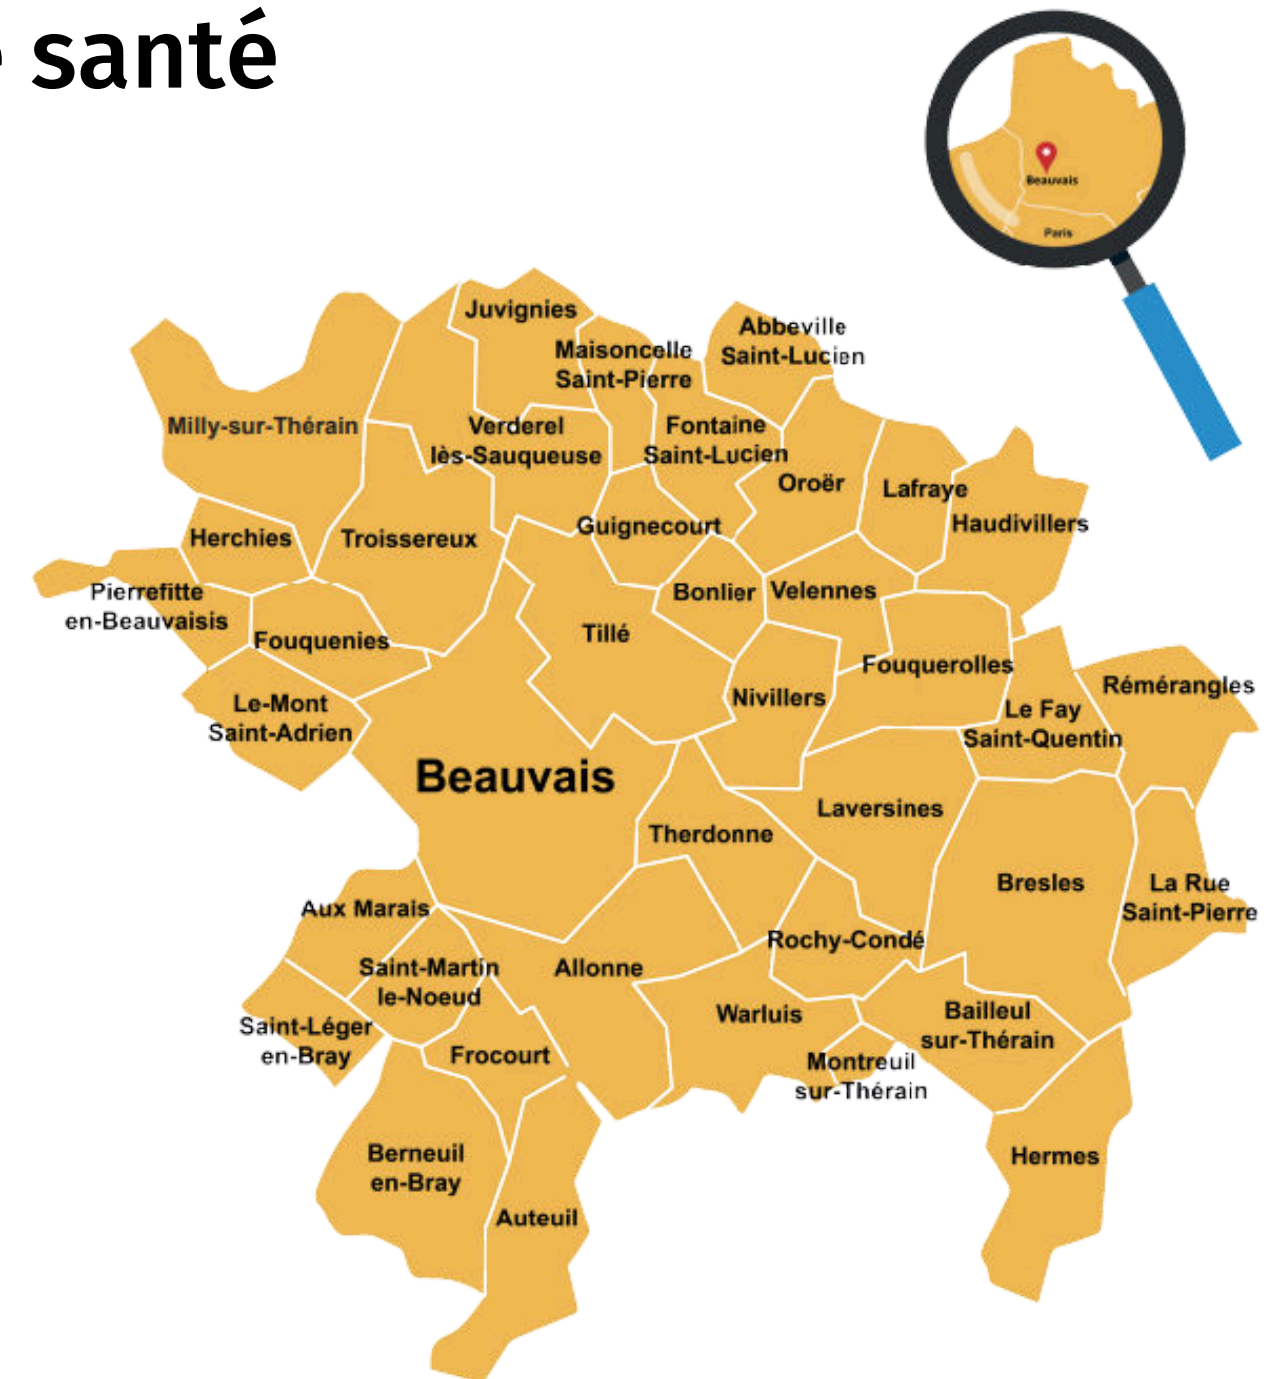 santé
Beauvais
Paris
Juvignies
Abbeville
Saint-Lucien
Maisoncelle
Saint-Pierre
Milly-sur-Thérain
Verderel
lès-Sauqueuse
Fontaine
Saint-Lucien
Oroër
Lafraye
Haudivillers
Guignecourt
Herchies
Troissereux
Pierrefitte
en-Beauvaisis
Bonlier
Velennes
Fouquenies
Tillé
Fouquerolles
Rémérangles
Le-Mont
Saint-Adrien
Nivillers
Le Fay
Saint-Quentin
Beauvais
Laversines
Therdonne
Bresles
La Rue
Saint-Pierre
Aux Marais
Rochy-Condé
Saint-Martin
le-Noeud
Allonne
Warluis
Bailleul
sur-Thérain
Saint-Léger
en-Bray
Frocourt
Montreuil
sur-Thérain
Berneuil
en-Bray
Hermes
Auteuil